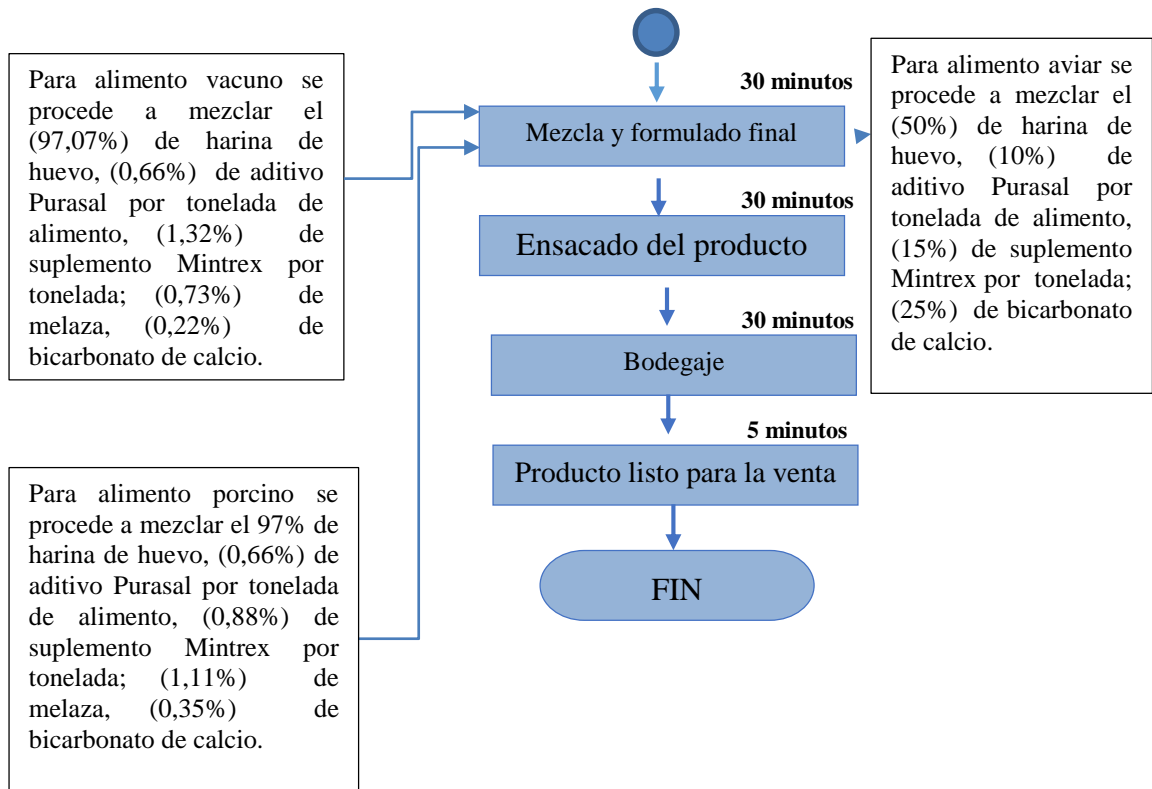 Para alimento vacuno se
procede a mezclar el
(97,07%) de harina de
huevo, (0,66%) de aditivo
Purasal por tonelada de
alimento, (1,32%) de
suplemento Mintrex por
tonelada; (0,73%) de
melaza, (0,22%) de
bicarbonato de calcio.
Para alimento porcino se
procede a mezclar el 97% de
harina de huevo, (0,66%) de
aditivo Purasal por tonelada
de alimento, (0,88%) de
suplemento Mintrex por
tonelada; (1,11%) de
melaza, (0,35%) de
bicarbonato de calcio.
30 minutos
Mezcla y formulado final
30 minutos
Ensacado del producto
30 minutos
Bodegaje
5 minutos
Producto listo para la venta
FIN
Para alimento aviar se
procede a mezclar el
(50%) de harina de
huevo, (10%) de
aditivo Purasal por
tonelada de alimento,
(15%) de suplemento
Mintrex por tonelada;
(25%) de bicarbonato
de calcio.